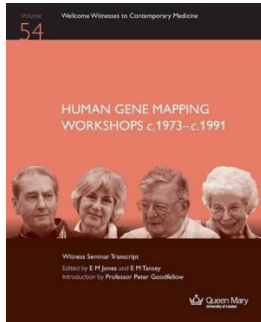 Volume
54
Wellcome Witnesses to Contemporary Medicine
HUMAN GENE MAPPING
WORKSHOPS c.1973–c.1991
Witness Seminar Transcript
Edited by E M Jones and E M Tansey
Introduction by Professor Peter Goodfellow
Queen Mary
University of London